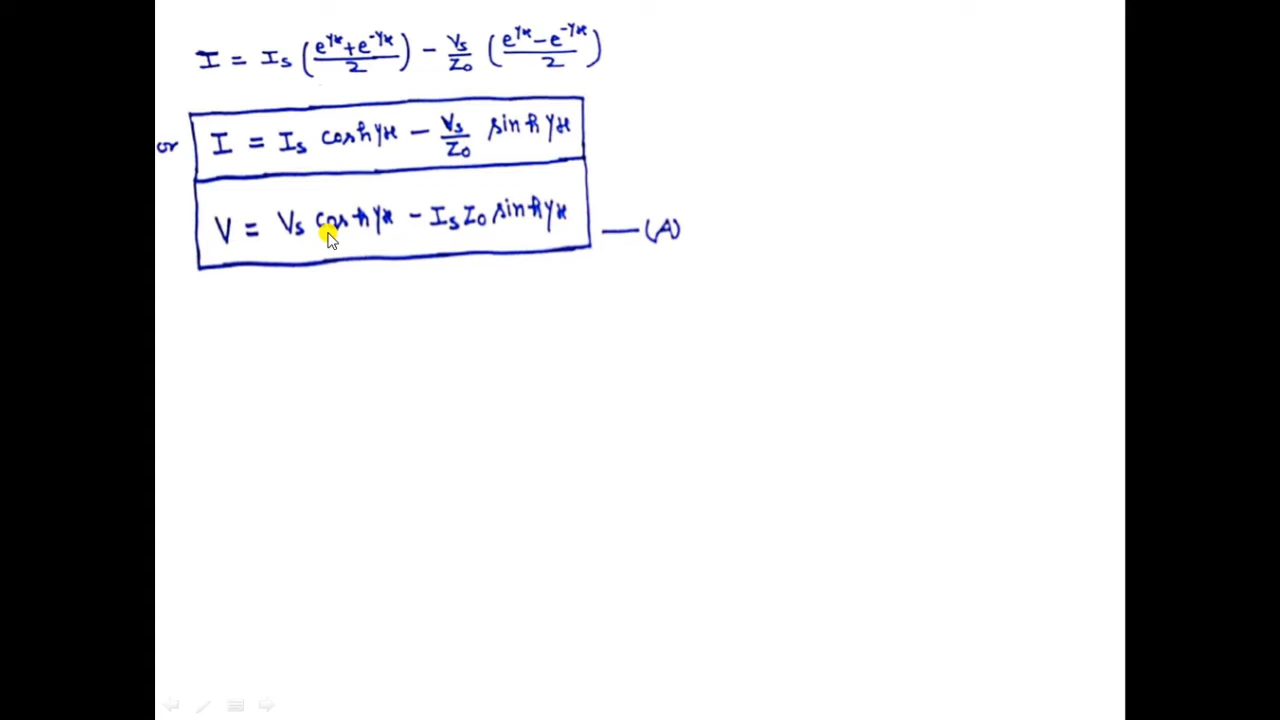 I = Is (e^γx + e^-γx / 2) - Vs/Z0 (e^γx - e^-γx / 2)
or I = Is cosh γx - Vs/Z0 sinh γx
V = Vs cosh γx - Is Z0 sinh γx — (A)